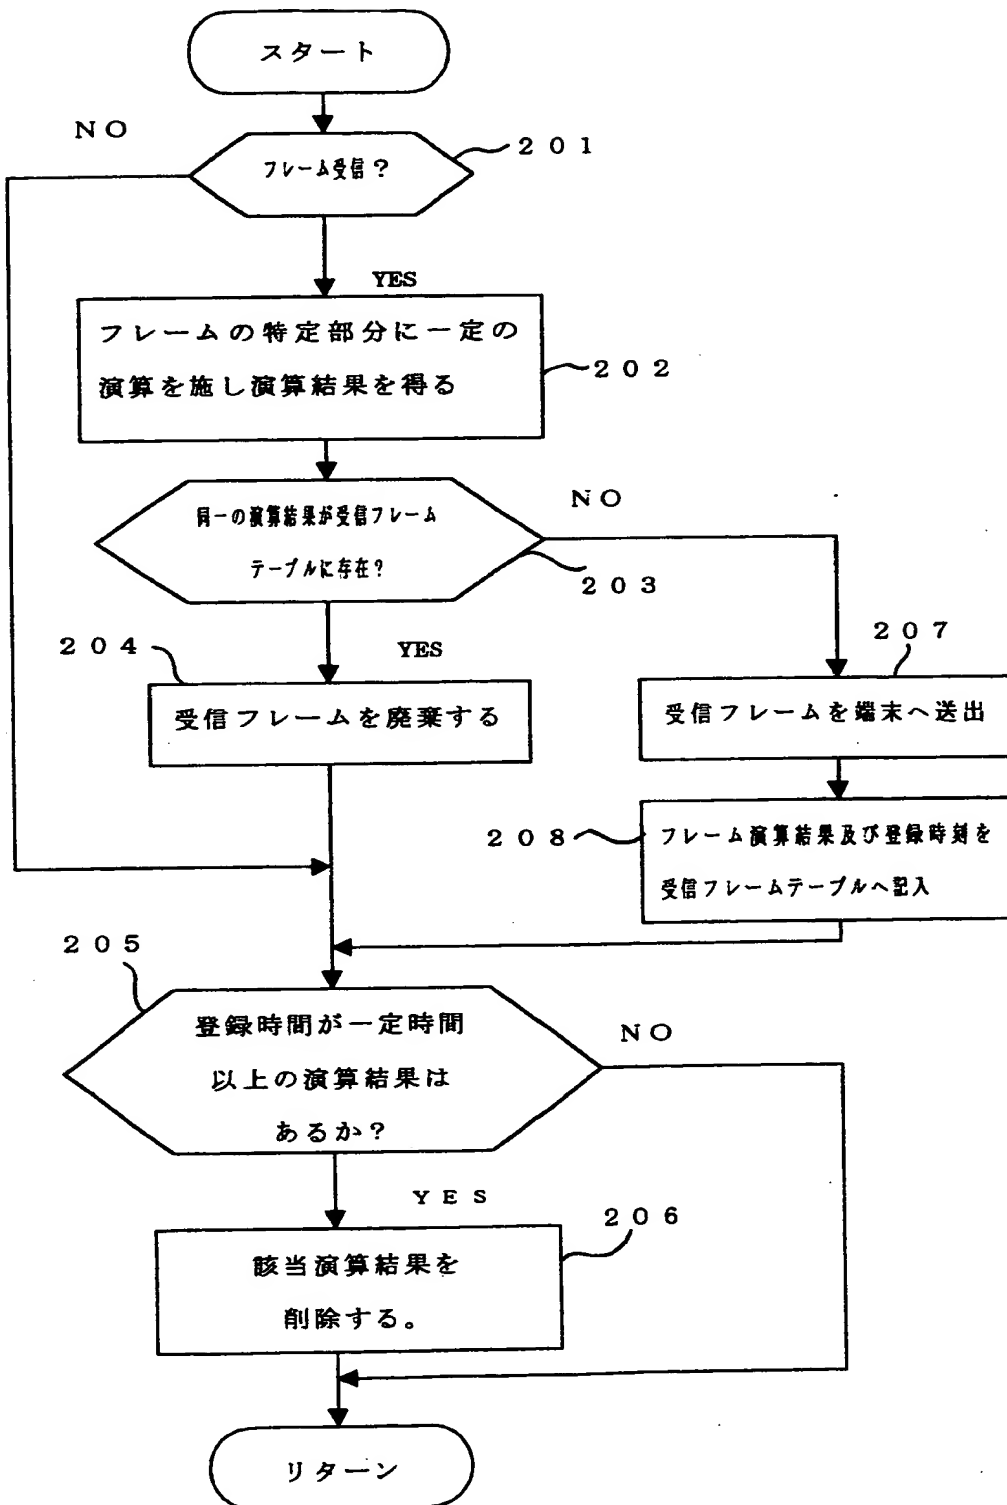 スタート
NO
フレーム受信？
201
YES
フレームの特定部分に一定の
演算を施し演算結果を得る
202
同一の演算結果が受信フレーム
テーブルに存在？
NO
203
204
YES
受信フレームを廃棄する
207
受信フレームを端末へ送出
208
フレーム演算結果及び登録時刻を
受信フレームテーブルへ記入
205
登録時間が一定時間
以上の演算結果は
あるか？
NO
YES
206
該当演算結果を
削除する。
リターン